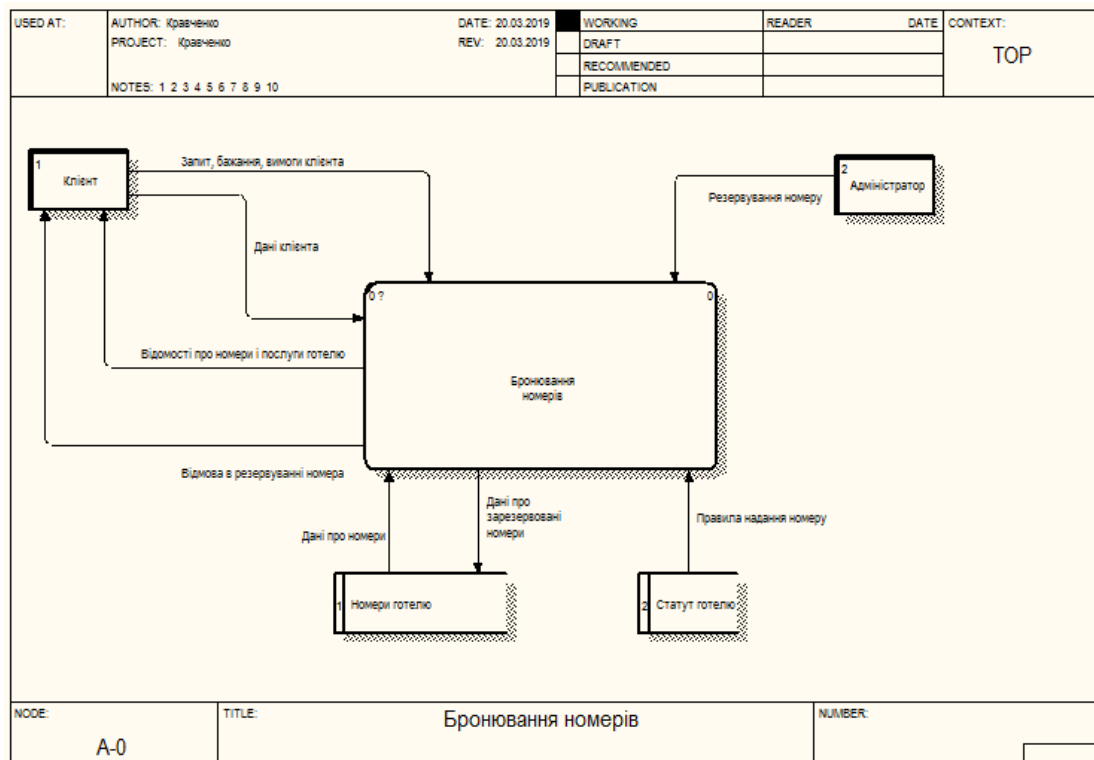 USED AT:
AUTHOR: Кравченко
DATE: 20.03.2019
WORKING
READER
DATE
CONTEXT:
PROJECT: Кравченко
REV: 20.03.2019
DRAFT
TOP
RECOMMENDED
NOTES: 1 2 3 4 5 6 7 8 9 10
PUBLICATION
1
Клієнт
Запит, бажання, вимоги клієнта
2
Адміністратор
Резервування номеру
Дані клієнта
0 ?
0
Відомості про номери і послуги готелю
Бронювання
номерів
Відмова в резервуванні номера
Дані про номери
Дані про
зарезервовані
номери
Правила надання номеру
1
Номери готелю
2
Статут готелю
NODE:
A-0
TITLE:
Бронювання номерів
NUMBER: